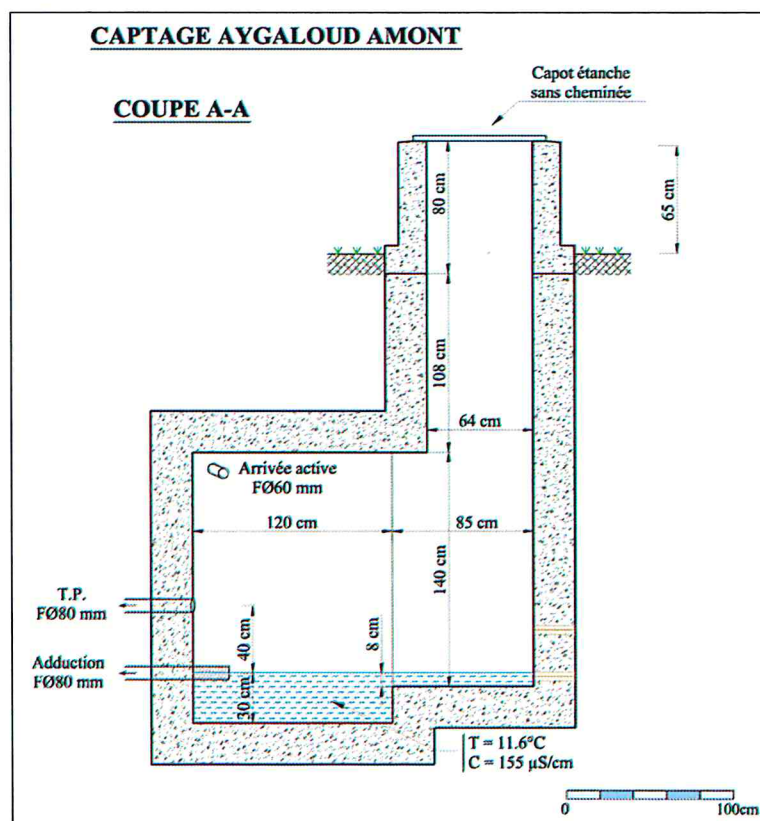 CAPTAGE AYGALOUD AMONT
Capot étanche
sans cheminée
COUPE A-A
80 cm
65 cm
108 cm
64 cm
Arrivée active
FØ60 mm
120 cm
85 cm
140 cm
T.P.
FØ80 mm
40 cm
8 cm
Adduction
FØ80 mm
30 cm
T = 11.6°C
C = 155 µS/cm
0
100cm